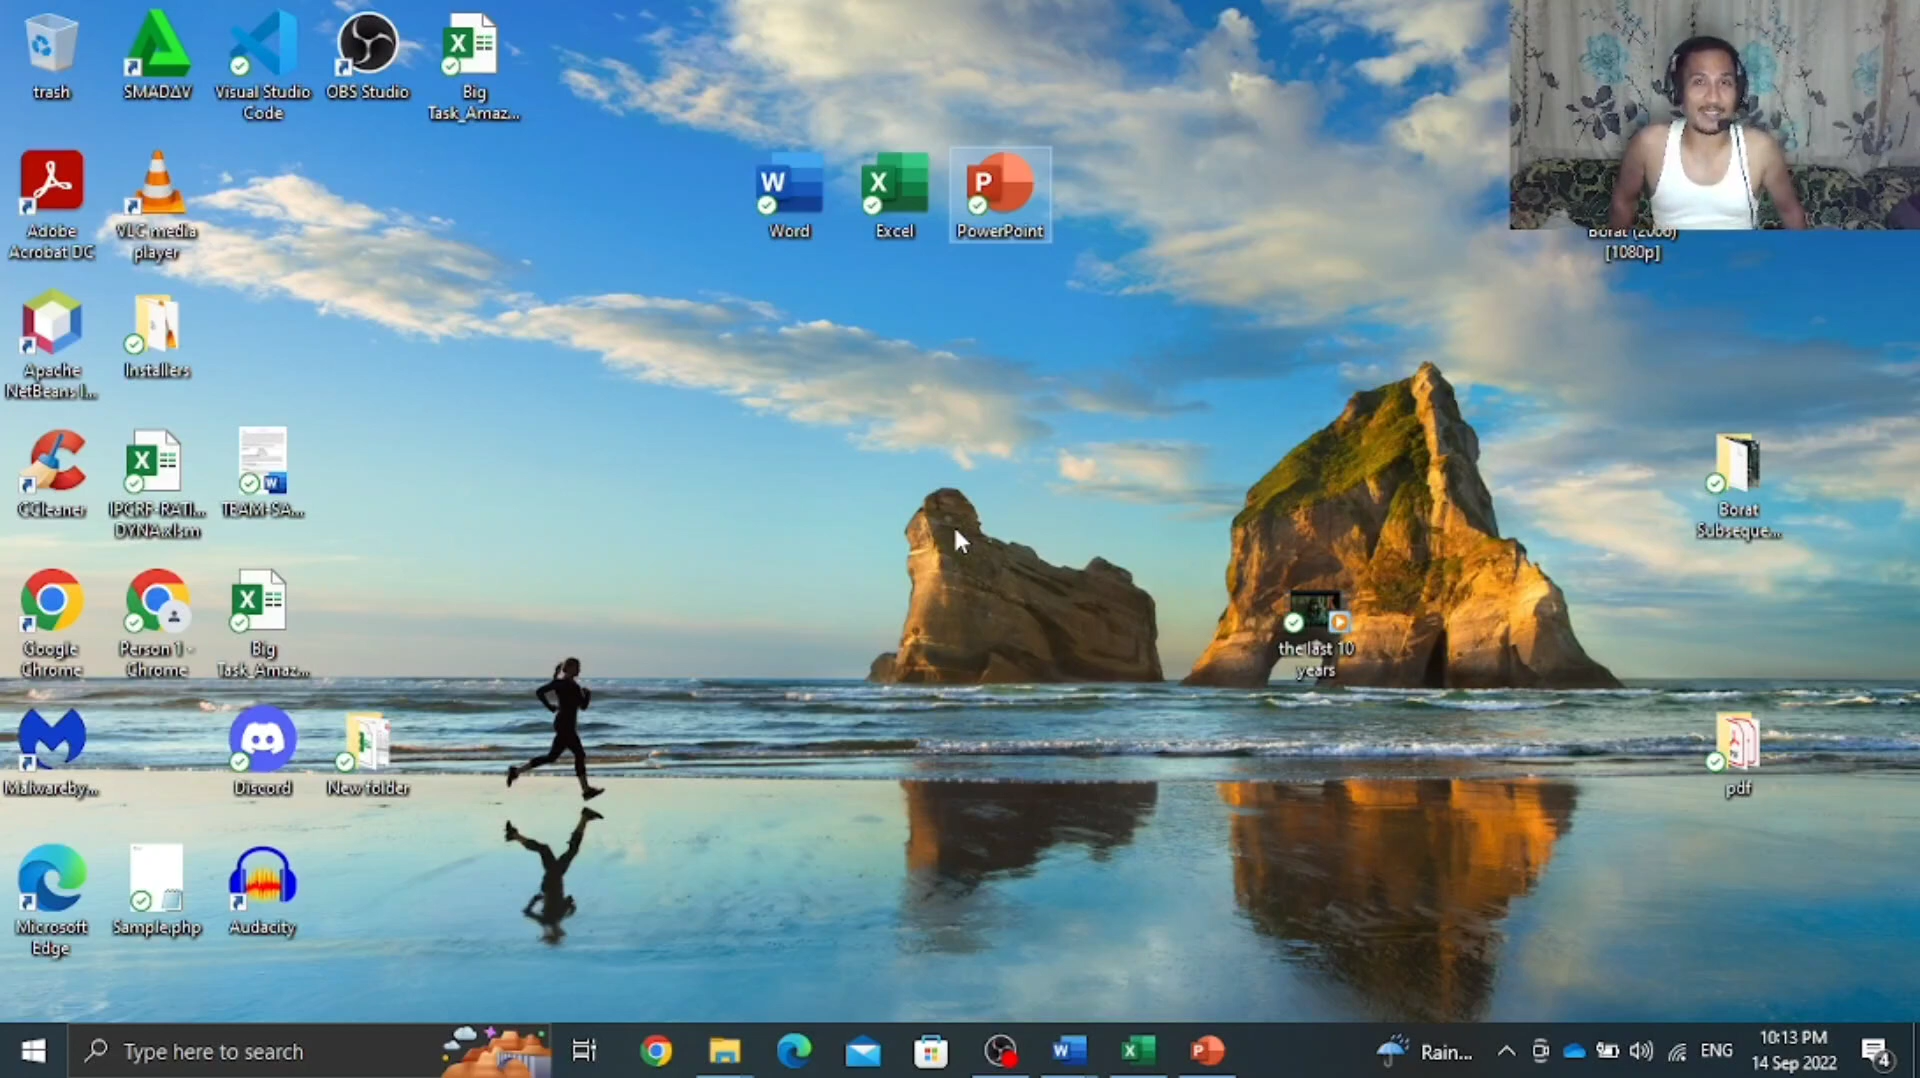 trash
SMADΔV
Visual Studio
Code
OBS Studio
Big
Task_Amaz...
Adobe
Acrobat DC
VLC media
player
Word
Excel
PowerPoint
Borat (2006)
[1080p]
Apache
NetBeans I...
Installers
CCleaner
IPCRF-RATI...
DYNA.xlsm
TEAM-SA...
Borat
Subseque...
Google
Chrome
Person 1 -
Chrome
Big
Task_Amaz...
the last 10
years
Malwareby...
Discord
New folder
pdf
Microsoft
Edge
Sample.php
Audacity
Type here to search
Rain...
ENG
10:13 PM
14 Sep 2022
4